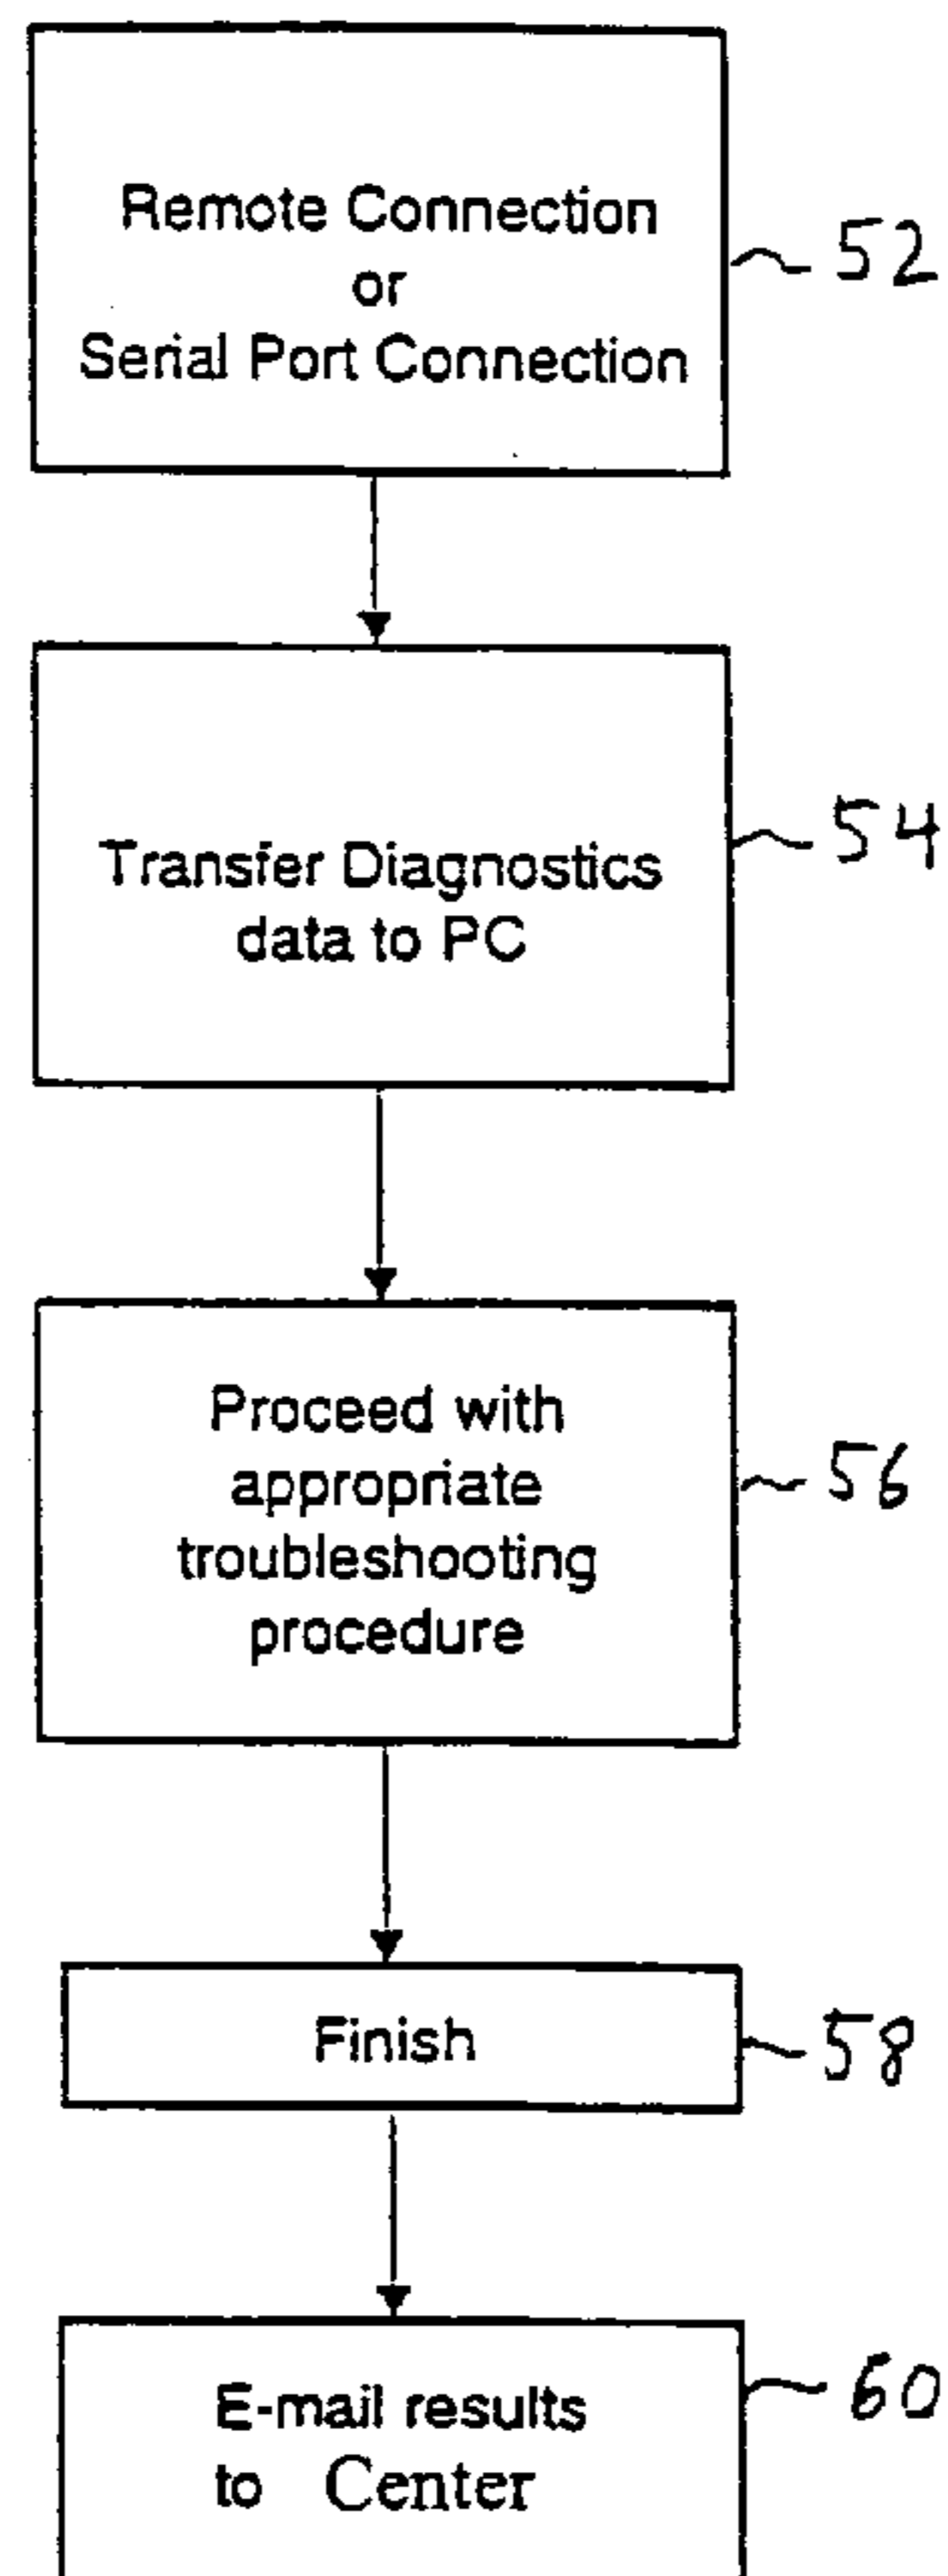 Remote Connection
or
Serial Port Connection
52
Transfer Diagnostics
data to PC
54
Proceed with
appropriate
troubleshooting
procedure
56
Finish
58
E-mail results
to Center
60